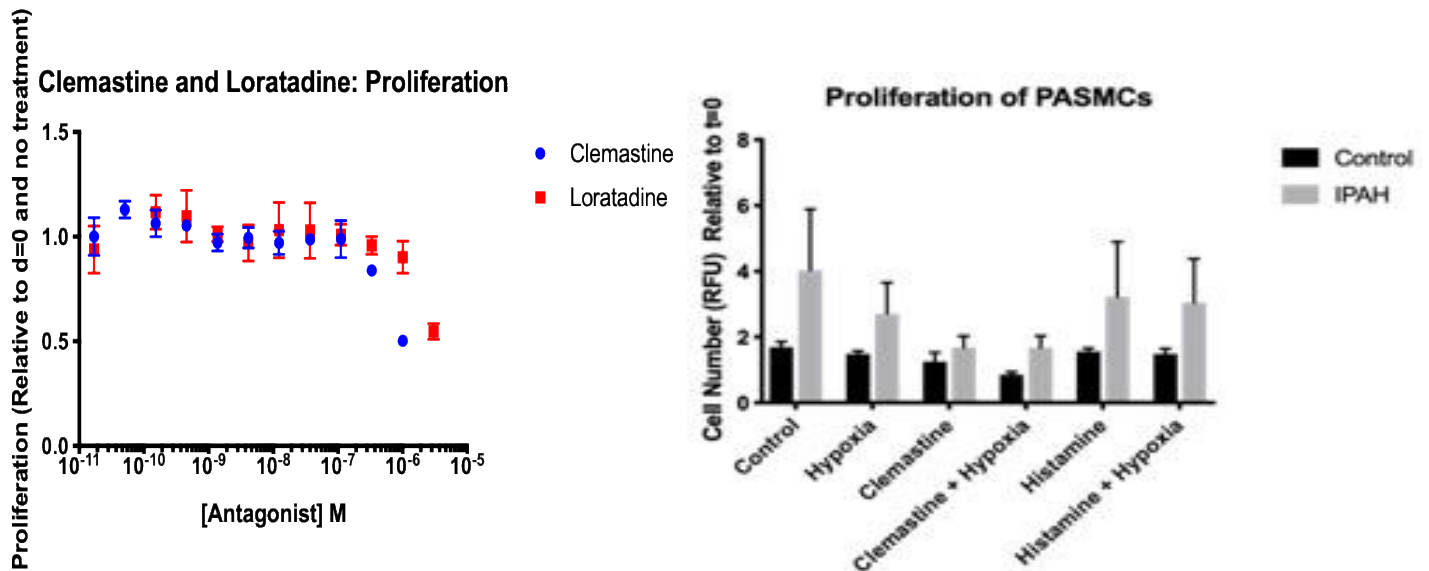 Clemastine and Loratadine: Proliferation
Proliferation (Relative to d=0 and no treatment)
1.5
1.0
0.5
0.0
10-11 10-10 10-9 10-8 10-7 10-6 10-5
[Antagonist] M
Clemastine
Loratadine
Proliferation of PASMCs
Cell Number (RFU) Relative to t=0
8
6
4
2
0
Control
Hypoxia
Clemastine
Clemastine + Hypoxia
Histamine
Histamine + Hypoxia
Control
IPAH